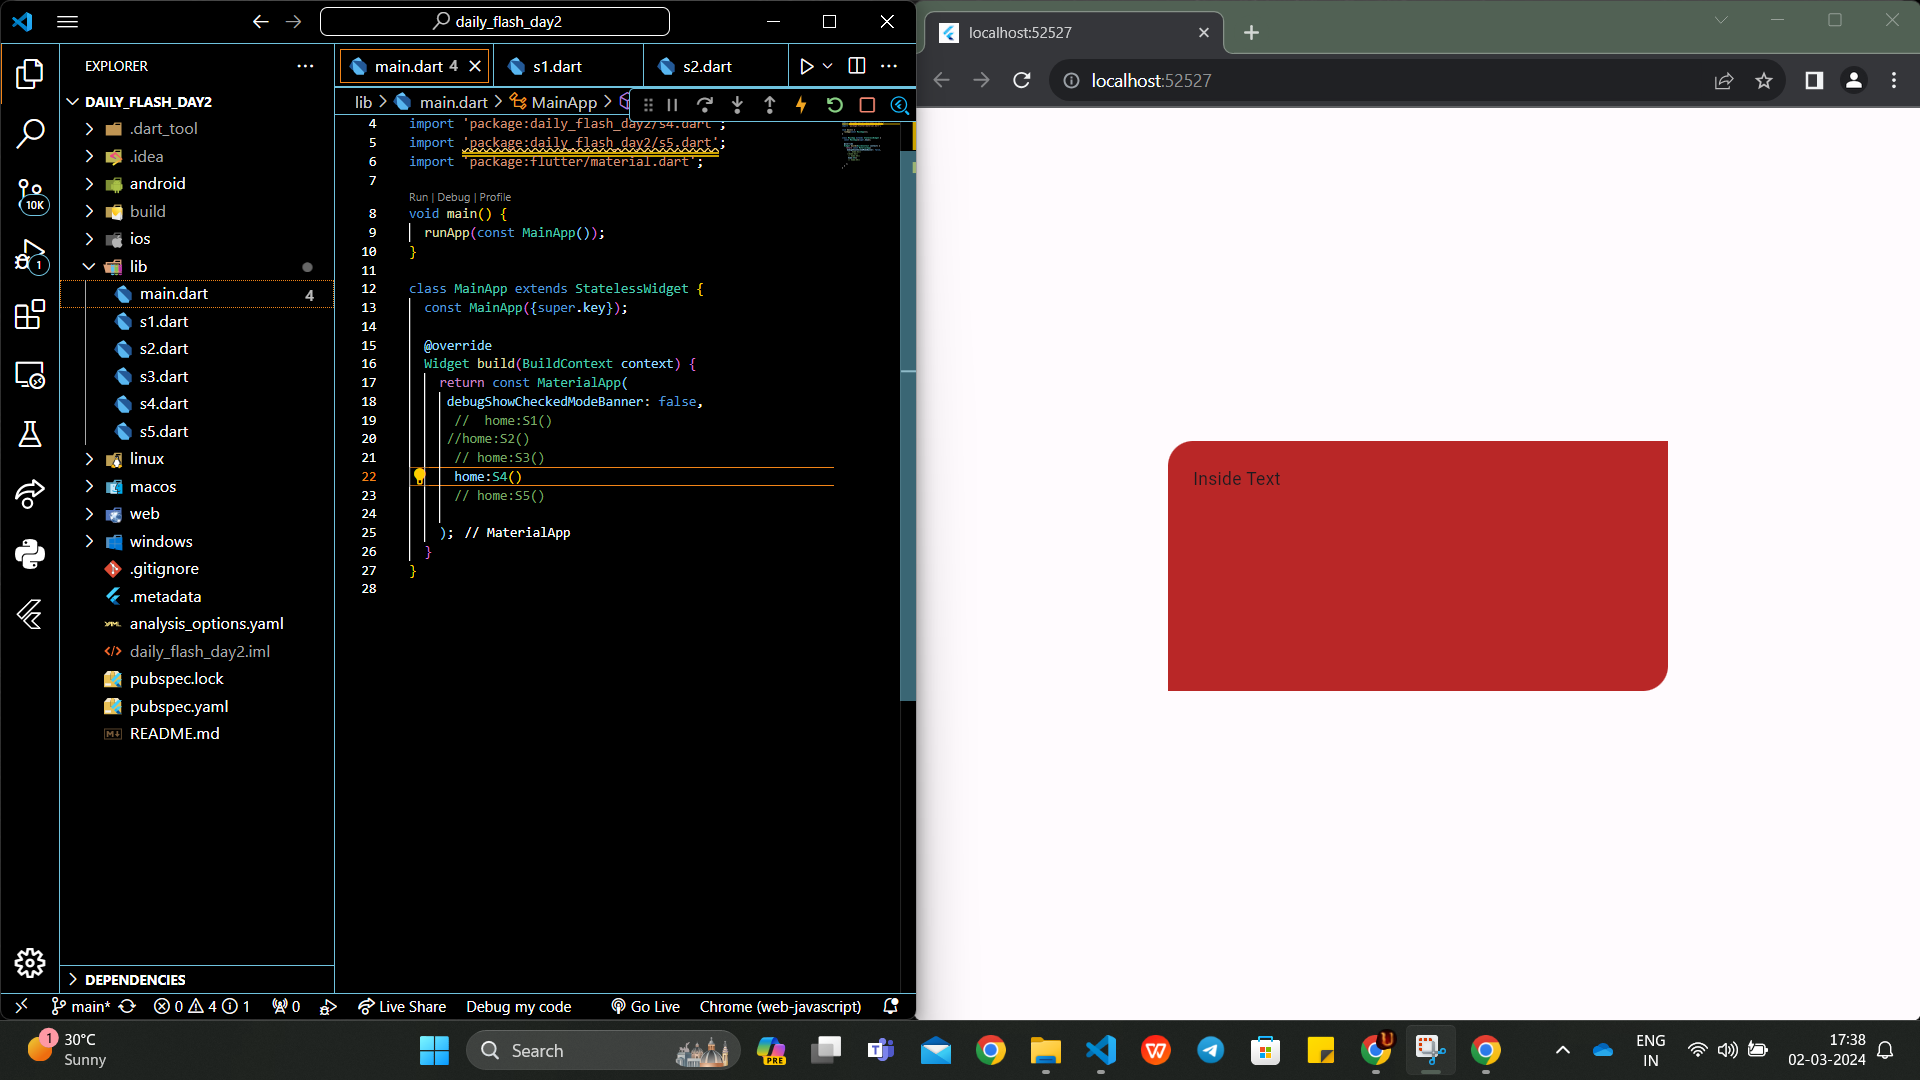 daily_flash_day2
EXPLORER
DAILY_FLASH_DAY2
.dart_tool
.idea
android
build
ios
lib
main.dart 4
s1.dart
s2.dart
s3.dart
s4.dart
s5.dart
linux
macos
web
windows
.gitignore
.metadata
analysis_options.yaml
daily_flash_day2.iml
pubspec.lock
pubspec.yaml
README.md
DEPENDENCIES
10K
1
main.dart 4
s1.dart
s2.dart
lib > main.dart > MainApp >
4 import 'package:daily_flash_day2/s4.dart';
5 import 'package:daily_flash_day2/s5.dart';
6 import 'package:flutter/material.dart';
7
Run | Debug | Profile
8 void main() {
9 runApp(const MainApp());
10 }
11
12 class MainApp extends StatelessWidget {
13 const MainApp({super.key});
14
15 @override
16 Widget build(BuildContext context) {
17 return const MaterialApp(
18 debugShowCheckedModeBanner: false,
19 // home:S1()
20 //home:S2()
21 // home:S3()
22 home:S4()
23 // home:S5()
24
25 ); // MaterialApp
26 }
27 }
28
main* 0 4 1 0 Live Share Debug my code Go Live Chrome (web-javascript)
localhost:52527
localhost:52527
Inside Text
1
30°C
Sunny
Search
PRE
ENG
IN
17:38
02-03-2024